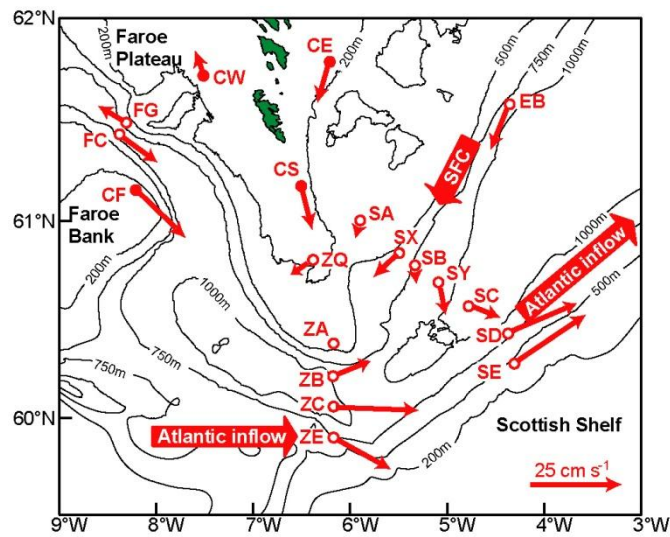 62°N
Faroe
Plateau
200m
CE
200m
500m
750m
1000m
CW
EB
FG
FC
SFC
CS
CF
SA
61°N
Faroe
Bank
SX
1000m
ZQ
SB
SY
Atlantic inflow
200m
SC
500m
1000m
ZA
SD
750m
ZB
SE
750m
ZC
60°N
Atlantic inflow
ZE
Scottish Shelf
200m
500m
25 cm s-1
9°W
8°W
7°W
6°W
5°W
4°W
3°W